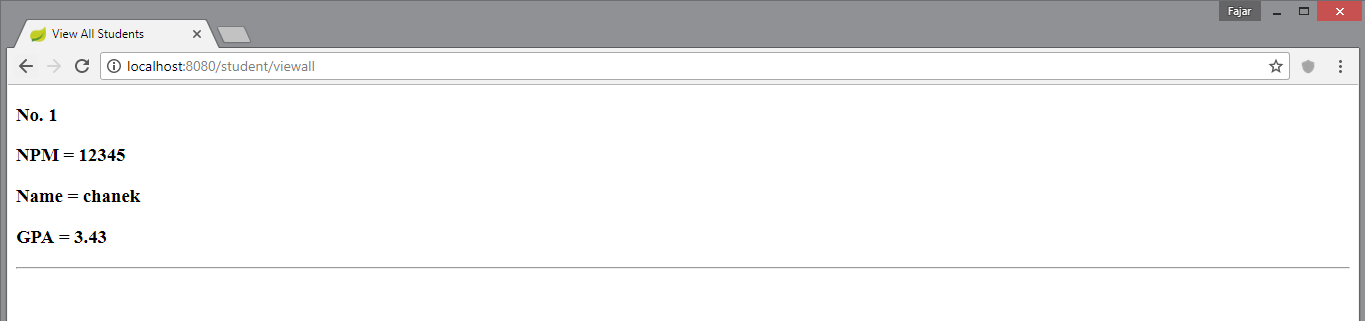 Fajar
View All Students
localhost:8080/student/viewall
No. 1
NPM = 12345
Name = chanek
GPA = 3.43